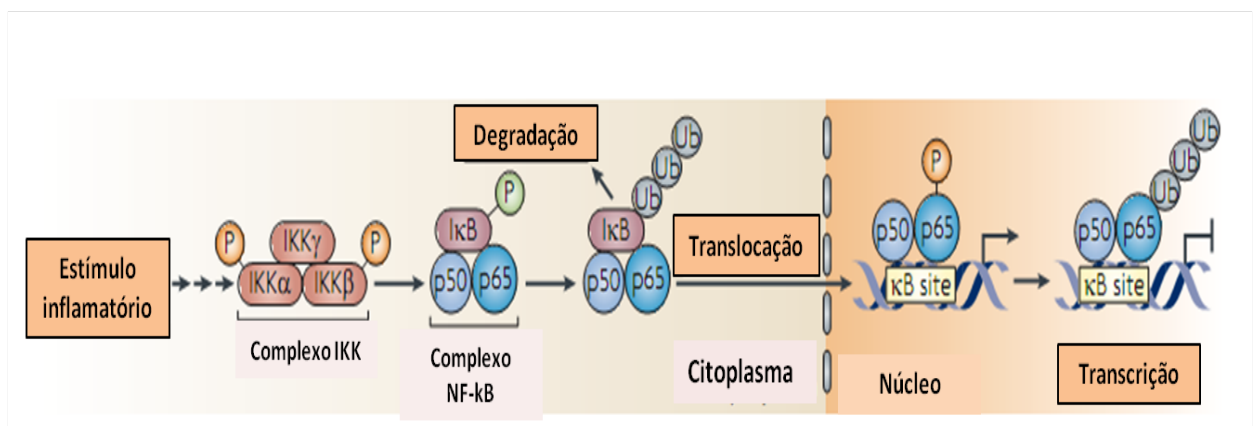 Estímulo
inflamatório
P
IKKγ
P
IKKα
IKKβ
Complexo IKK
Degradação
P
IκB
p50
p65
Complexo
NF-kB
Ub
Ub
Ub
IκB
p50
p65
Translocação
Citoplasma
P
p50
p65
κB site
Núcleo
Ub
Ub
Ub
p50
p65
κB site
Transcrição